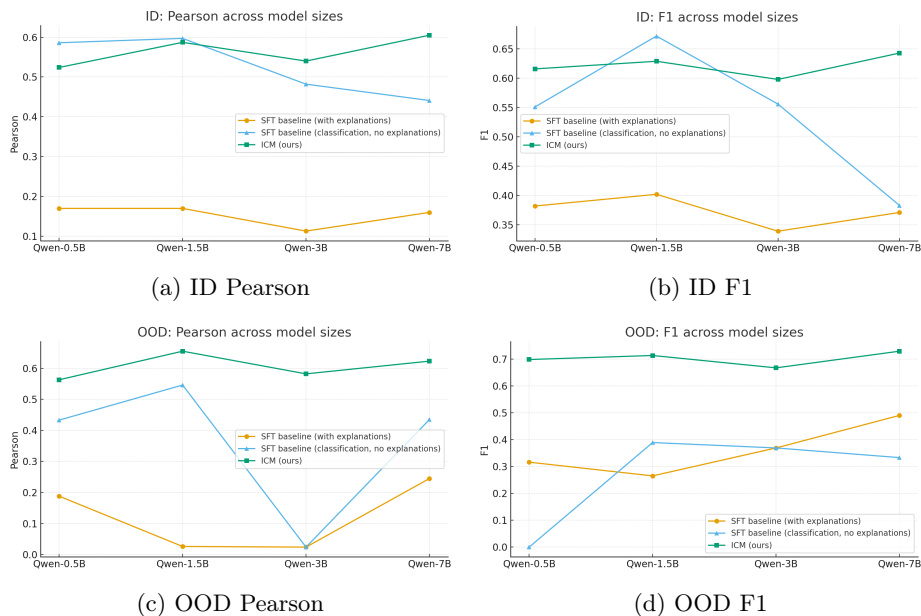 ID: Pearson across model sizes
0.6
0.5
0.4
0.3
0.2
0.1
Pearson
SFT baseline (with explanations)
SFT baseline (classification, no explanations)
ICM (ours)
Qwen-0.5B Qwen-1.5B Qwen-3B Qwen-7B
(a) ID Pearson
ID: F1 across model sizes
0.65
0.60
0.55
0.50
0.45
0.40
0.35
F1
SFT baseline (with explanations)
SFT baseline (classification, no explanations)
ICM (ours)
Qwen-0.5B Qwen-1.5B Qwen-3B Qwen-7B
(b) ID F1
OOD: Pearson across model sizes
0.6
0.5
0.4
0.3
0.2
0.1
0.0
Pearson
SFT baseline (with explanations)
SFT baseline (classification, no explanations)
ICM (ours)
Qwen-0.5B Qwen-1.5B Qwen-3B Qwen-7B
(c) OOD Pearson
OOD: F1 across model sizes
0.7
0.6
0.5
0.4
0.3
0.2
0.1
0.0
F1
SFT baseline (with explanations)
SFT baseline (classification, no explanations)
ICM (ours)
Qwen-0.5B Qwen-1.5B Qwen-3B Qwen-7B
(d) OOD F1